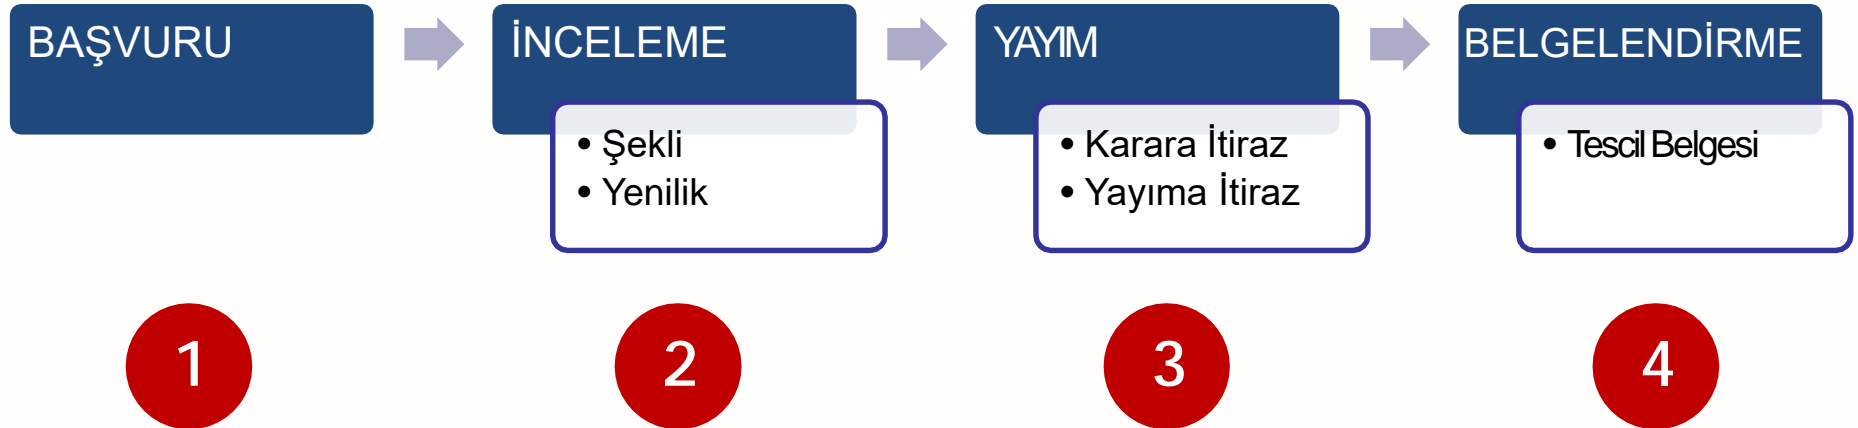 BAŞVURU
İNCELEME
• Şekli
• Yenilik
YAYIM
• Karara İtiraz
• Yayıma İtiraz
BELGELENDİRME
• Tescil Belgesi
1
2
3
4